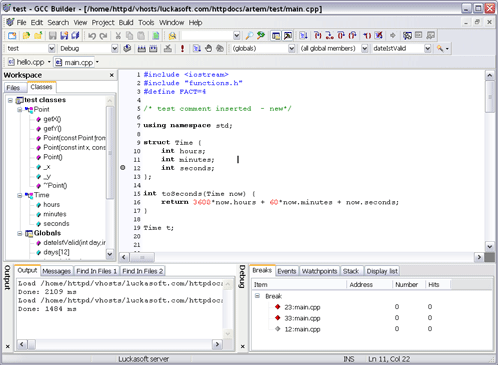 test - GCC Builder - [/home/httpd/vhosts/luckasoft.com/httpdocs/artem/test/main.cpp]
File Edit Search View Project Build Tools Window Help
test Debug (globals) (all global members) dateIsValid
hello.cpp main.cpp
Workspace
Files Classes
test classes
Point
getX()
getY()
Point(const Point from
Point(const int x, cons
Point()
_x
_y
~Point()
Time
hours
minutes
seconds
Globals
dateIsValid(int day,in
days[12]
1 #include <iostream>
2 #include "functions.h"
3 #define FACT=4
4
5 /* test comment inserted - new*/
6
7 using namespace std;
8
9 struct Time {
10 int hours;
11 int minutes;
12 int seconds;
13 };
14
15 int toSeconds(Time now) {
16 return 3600*now.hours + 60*now.minutes + now.seconds;
17 }
18
19 Time t;
20
21
Output
Output Messages Find In Files 1 Find In Files 2
Load /home/httpd/vhosts/luckasoft.com/httpdoc
Done: 2109 ms
Load /home/httpd/vhosts/luckasoft.com/httpdoc
Done: 1484 ms
Debug
Breaks Events Watchpoints Stack Display list
Item Address Number Hits
Break
23:main.cpp 0 0
33:main.cpp 0 0
12:main.cpp 0 0
Luckasoft server INS Ln 11, Col 22